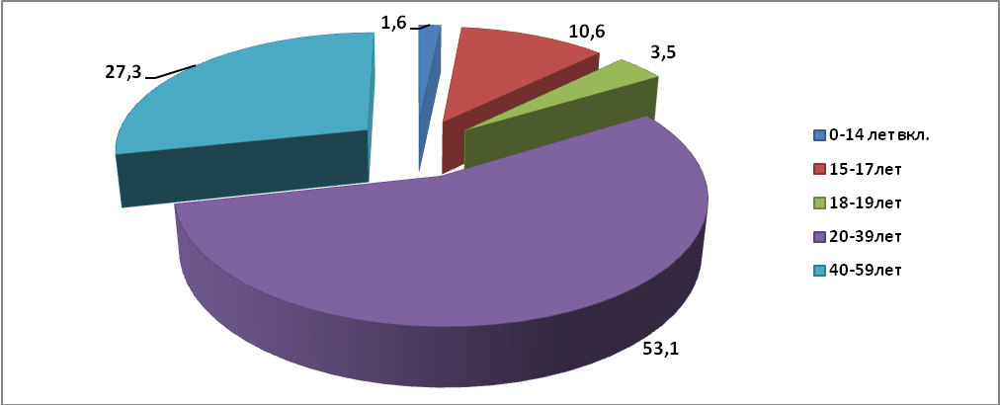 1,6
10,6
3,5
27,3
53,1
0-14 лет вкл.
15-17лет
18-19лет
20-39лет
40-59лет